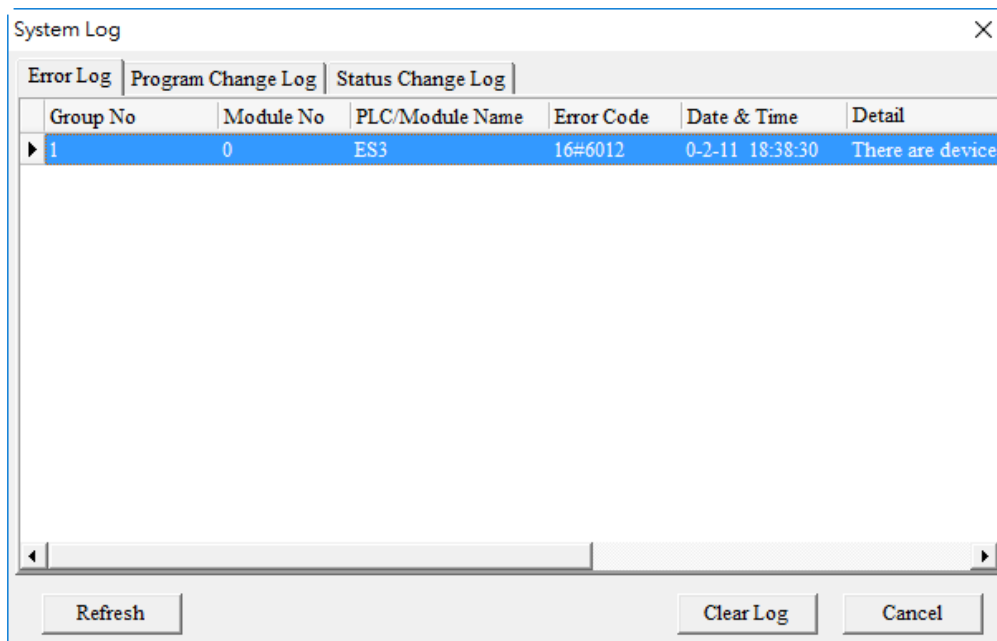 System Log
Error Log Program Change Log Status Change Log
Group No Module No PLC/Module Name Error Code Date & Time Detail
1 0 ES3 16#6012 0-2-11 18:38:30 There are device
Refresh Clear Log Cancel